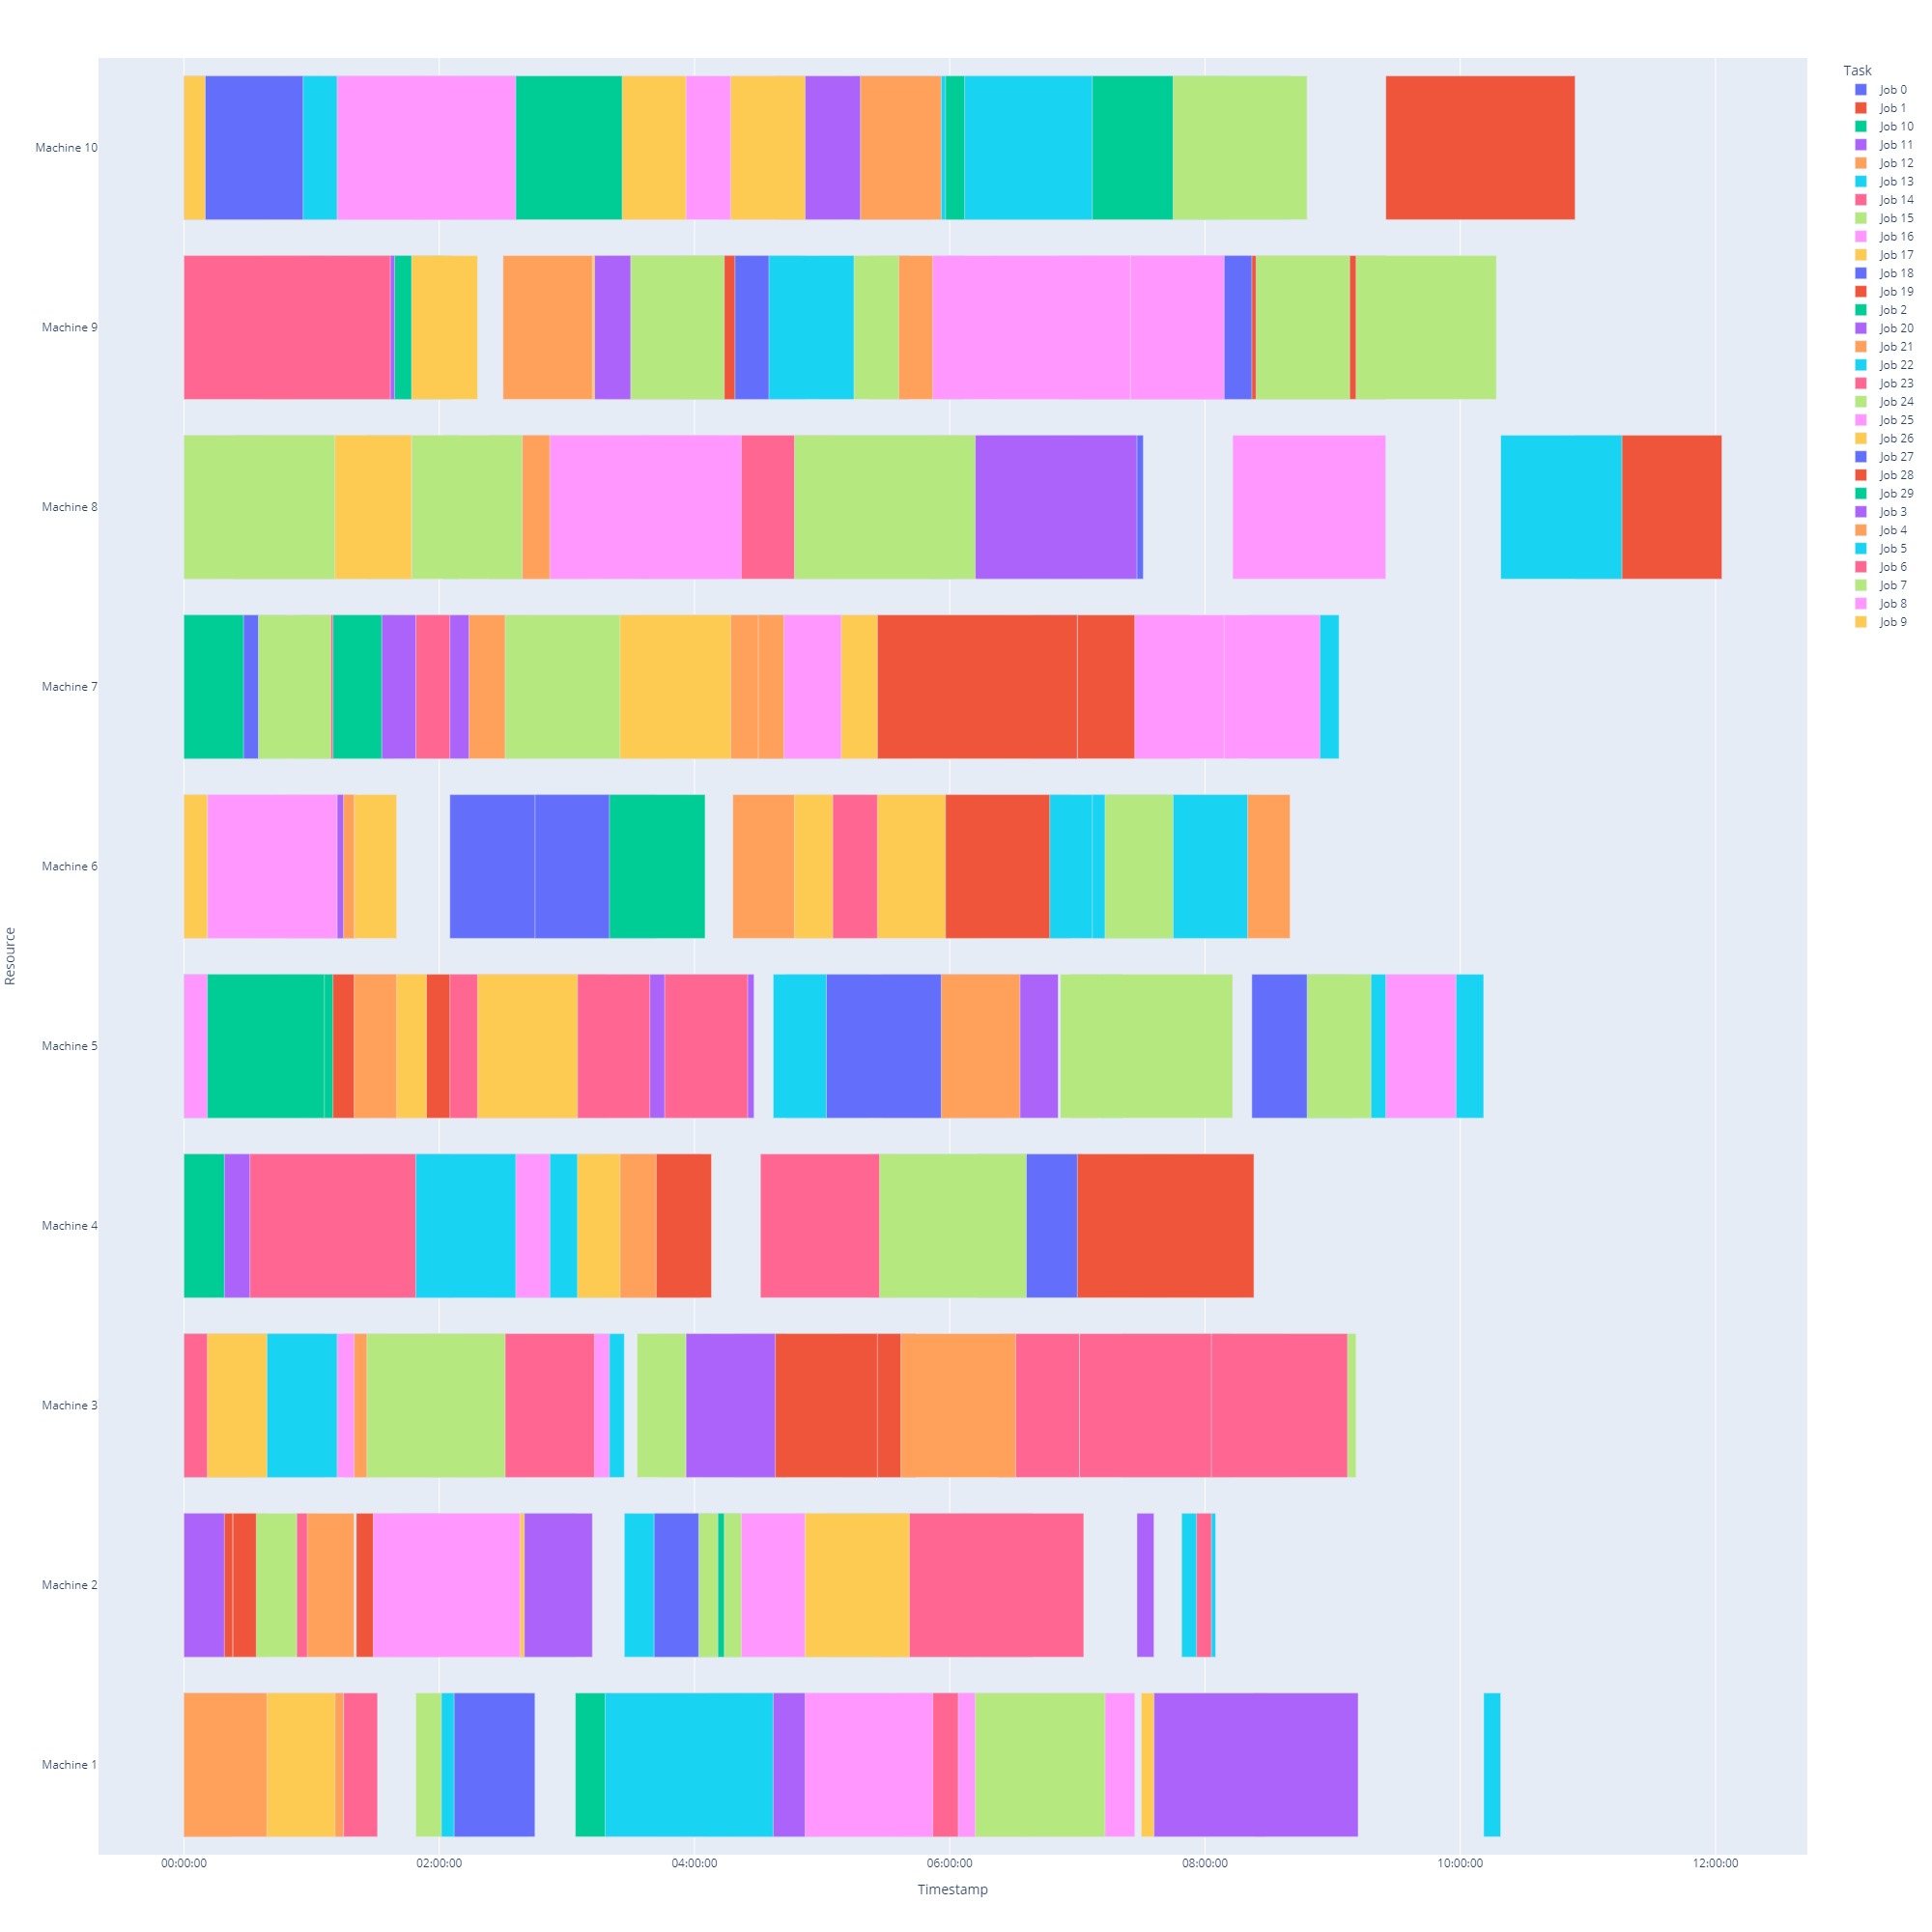 Machine 10
Machine 9
Machine 8
Machine 7
Machine 6
Machine 5
Machine 4
Machine 3
Machine 2
Machine 1
Resource
00:00:00
02:00:00
04:00:00
06:00:00
08:00:00
10:00:00
12:00:00
Timestamp
Task
Job 0
Job 1
Job 10
Job 11
Job 12
Job 13
Job 14
Job 15
Job 16
Job 17
Job 18
Job 19
Job 2
Job 20
Job 21
Job 22
Job 23
Job 24
Job 25
Job 26
Job 27
Job 28
Job 29
Job 3
Job 4
Job 5
Job 6
Job 7
Job 8
Job 9